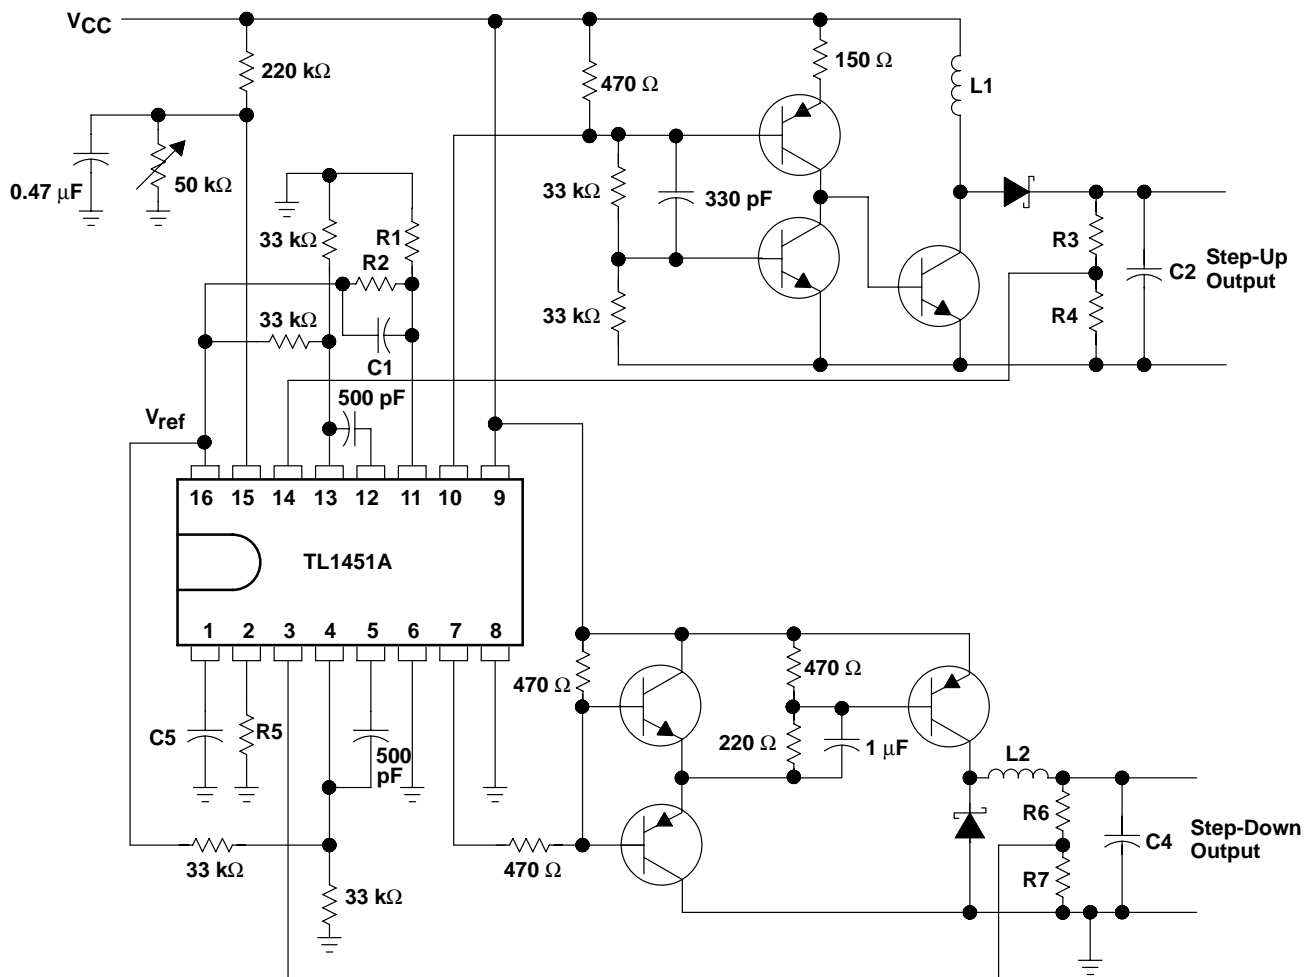 VCC
220 kΩ
470 Ω
150 Ω
L1
0.47 μF
50 kΩ
33 kΩ
R1
R2
33 kΩ
330 pF
R3
C2
Step-Up
Output
33 kΩ
C1
33 kΩ
R4
500 pF
Vref
16 15 14 13 12 11 10 9
TL1451A
1 2 3 4 5 6 7 8
470 Ω
470 Ω
C5
R5
500
pF
220 Ω
1 μF
L2
R6
C4
Step-Down
Output
33 kΩ
470 Ω
R7
33 kΩ